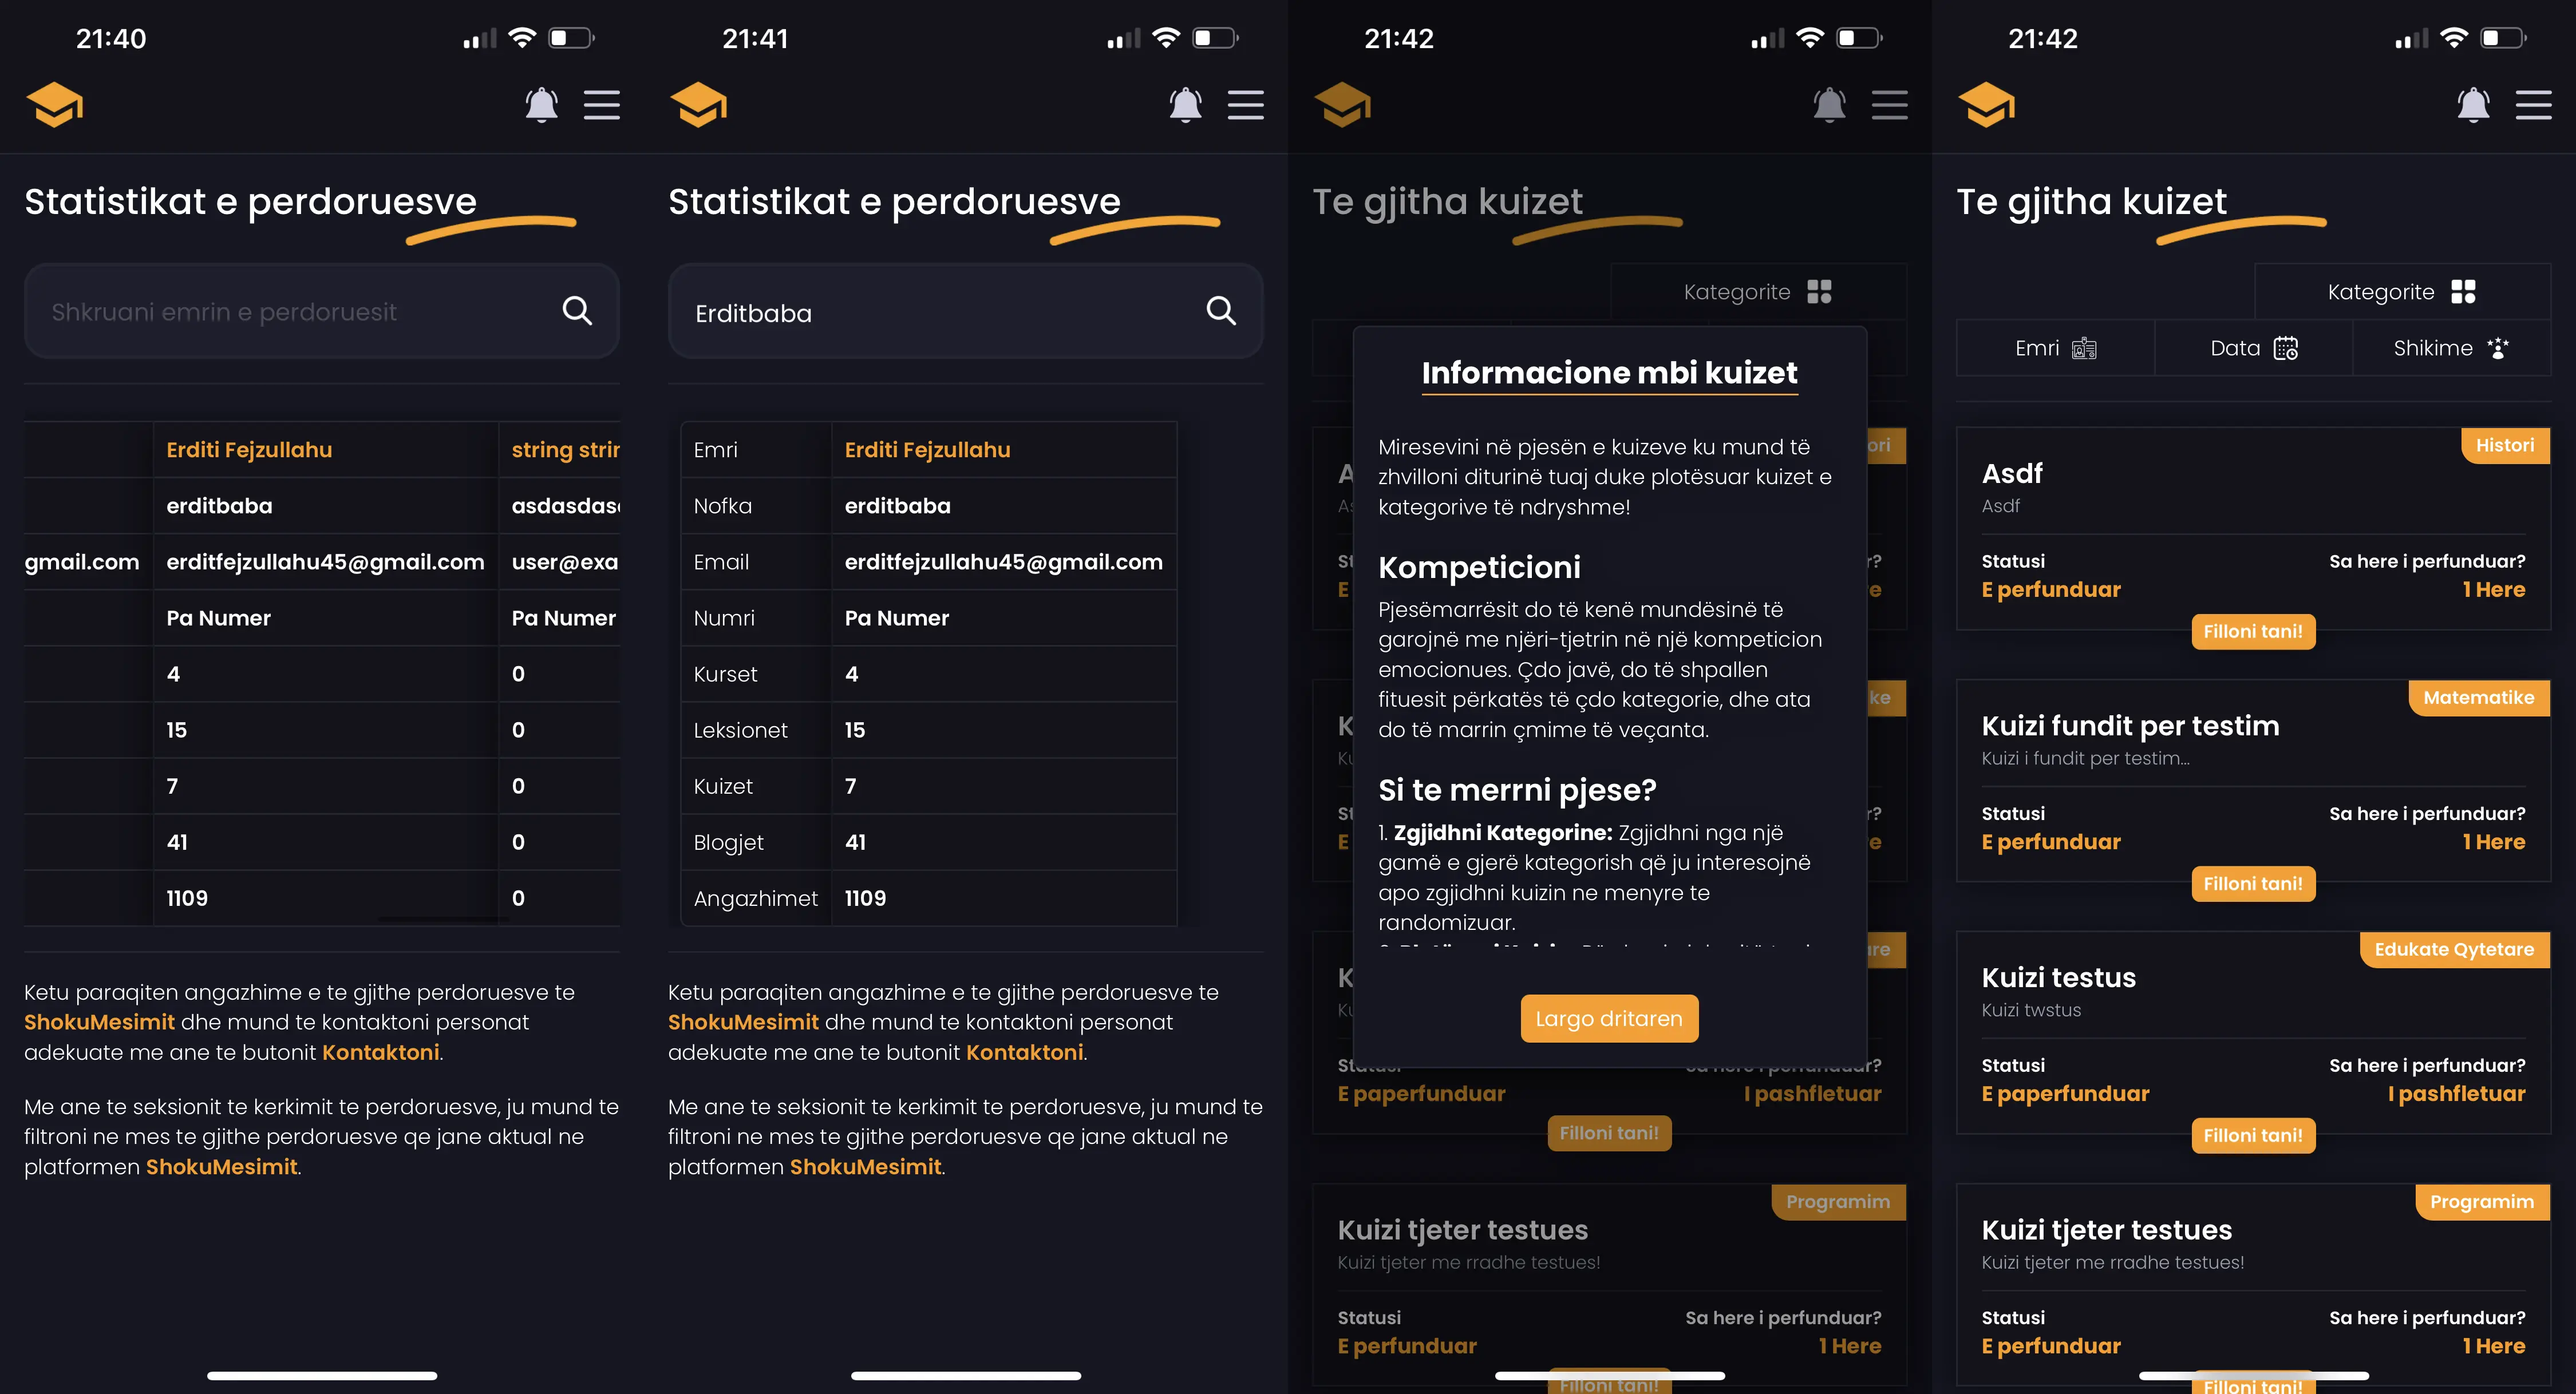 21:40
Statistikat e perdoruesve
Shkruani emrin e perdoruesit
Erditi Fejzullahu
erditbaba
asdasdas
gmail.com erditfejzullahu45@gmail.com
Pa Numer Pa Numer
4 0
15 0
7 0
41 0
1109 0
Ketu paraqiten angazhime e te gjithe perdoruesve te
ShokuMesimit dhe mund te kontaktoni personat
adekuate me ane te butonit Kontaktoni.
Me ane te seksionit te kerkimit te perdoruesve, ju mund te
filtroni ne mes te gjithe perdoruesve qe jane aktual ne
platformen ShokuMesimit.
21:41
Statistikat e perdoruesve
Erditbaba
Emri Erditi Fejzullahu
Nofka erditbaba
Email erditfejzullahu45@gmail.com
Numri Pa Numer
Kurset 4
Leksionet 15
Kuizet 7
Blogjet 41
Angazhimet 1109
Ketu paraqiten angazhime e te gjithe perdoruesve te
ShokuMesimit dhe mund te kontaktoni personat
adekuate me ane te butonit Kontaktoni.
Me ane te seksionit te kerkimit te perdoruesve, ju mund te
filtroni ne mes te gjithe perdoruesve qe jane aktual ne
platformen ShokuMesimit.
21:42
Te gjitha kuizet
Kategorite
Informacione mbi kuizet
Miresevini në pjesën e kuizeve ku mund të
zhvilloni diturinë tuaj duke plotësuar kuizet e
kategorive të ndryshme!
Kompeticioni
Pjesëmarrësit do të kenë mundësinë të
garojnë me njëri-tjetrin në një kompeticion
emocionues. Çdo javë, do të shpallen
fituesit përkatës të çdo kategorie, dhe ata
do të marrin çmime të veçanta.
Si te merrni pjese?
1. Zgjidhni Kategorine: Zgjidhni nga një
gamë e gjerë kategorish që ju interesojnë
apo zgjidhni kuizin ne menyre te
randomizuar.
Largo dritaren
E paperfunduar I pashfletuar
Filloni tani!
Programim
Kuizi tjeter testues
Kuizi tjeter me rradhe testues!
Statusi Sa here i perfunduar?
E perfunduar 1 Here
Filloni tani!
21:42
Te gjitha kuizet
Kategorite
Emri Data Shikime
Histori
Asdf
Asdf
Statusi Sa here i perfunduar?
E perfunduar 1 Here
Filloni tani!
Matematike
Kuizi fundit per testim
Kuizi i fundit per testim...
Statusi Sa here i perfunduar?
E perfunduar 1 Here
Filloni tani!
Edukate Qytetare
Kuizi testus
Kuizi twstus
Statusi Sa here i perfunduar?
E paperfunduar I pashfletuar
Filloni tani!
Programim
Kuizi tjeter testues
Kuizi tjeter me rradhe testues!
Statusi Sa here i perfunduar?
E perfunduar 1 Here
Filloni tani!